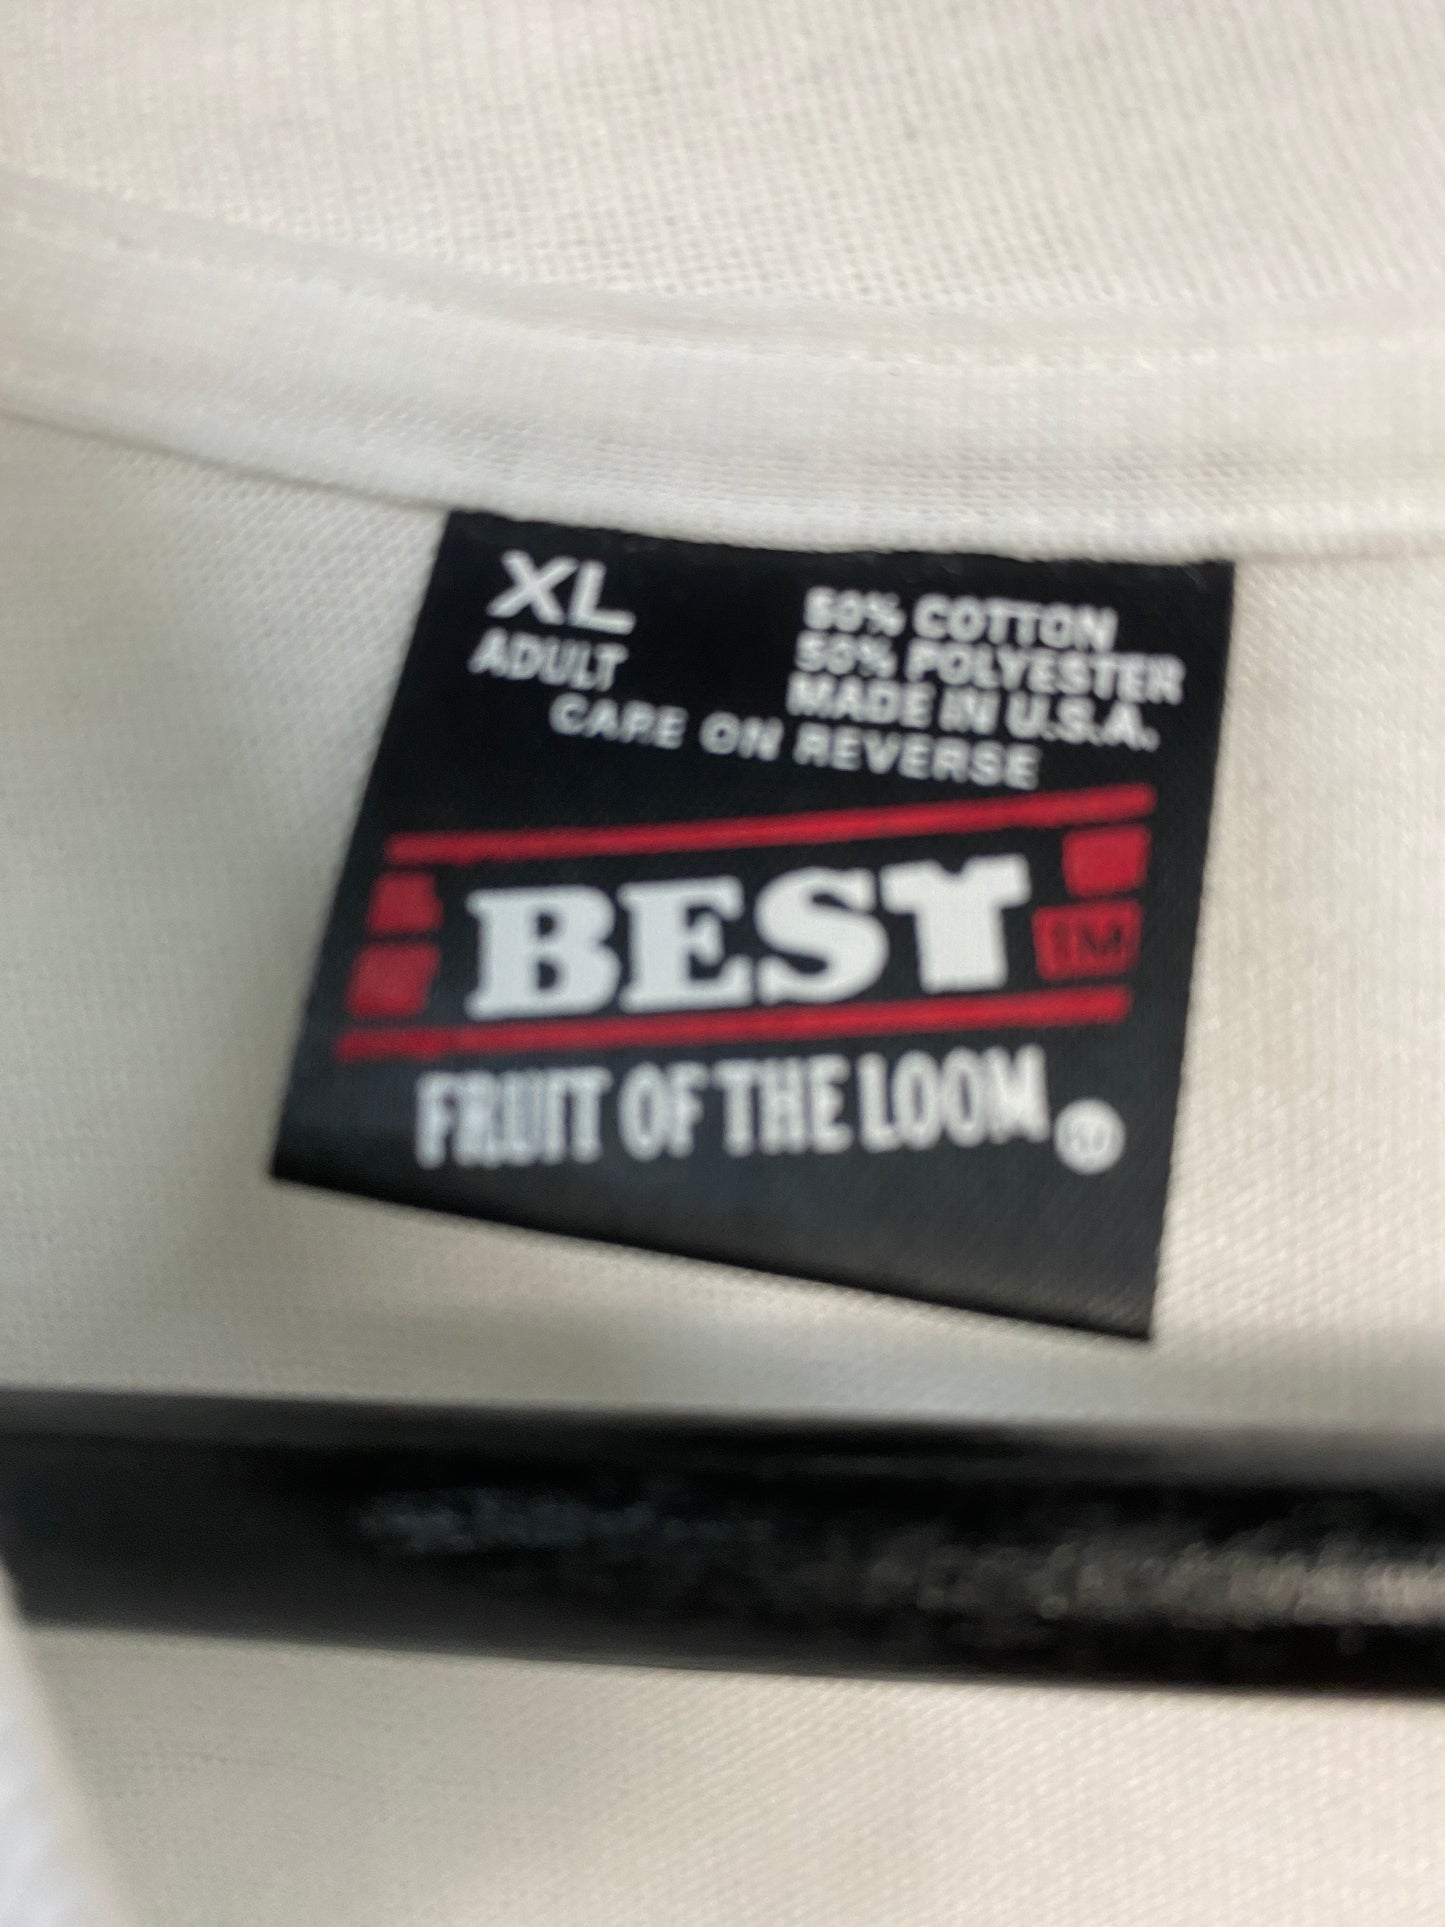 XL
ADULT
50% COTTON
50% POLYESTER
MADE IN U.S.A.
CARE ON REVERSE
BEST TM
FRUIT OF THE LOOM ®